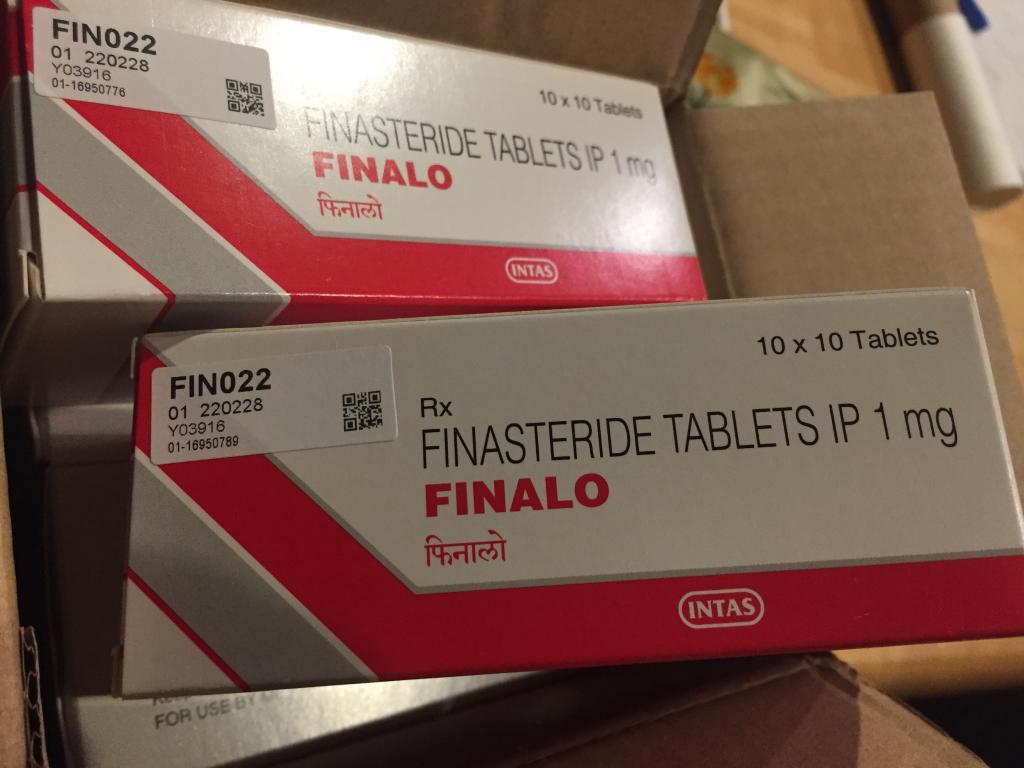 FIN022
01 220228
Y03916
01-16950776
10 x 10 Tablets
FINASTERIDE TABLETS IP 1 mg
FINALO
फिनालो
INTAS
FIN022
01 220228
Y03916
01-16950789
10 x 10 Tablets
Rx
FINASTERIDE TABLETS IP 1 mg
FINALO
फिनालो
INTAS
FOR USE BY